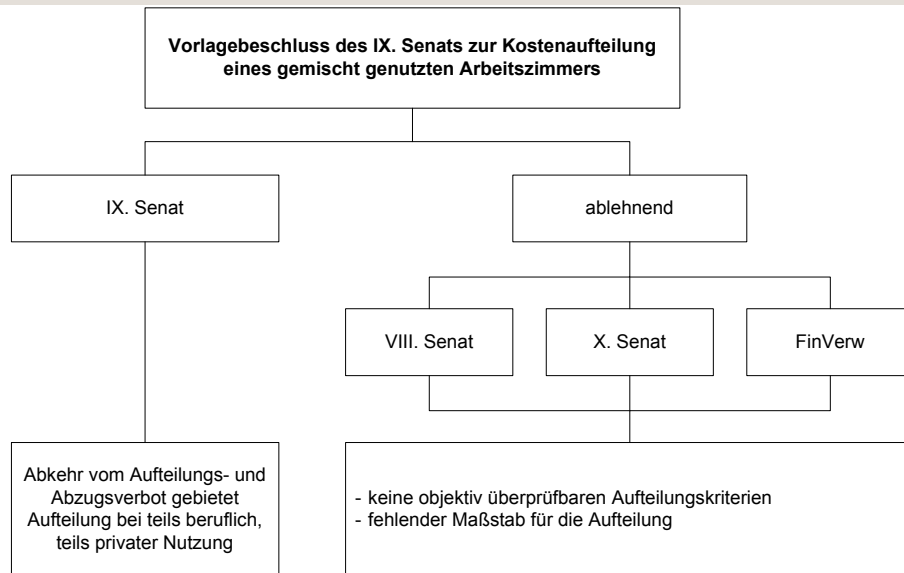 Vorlagebeschluss des IX. Senats zur Kostenaufteilung
eines gemischt genutzten Arbeitszimmers
IX. Senat
ablehnend
VIII. Senat
X. Senat
FinVerw
Abkehr vom Aufteilungs- und
Abzugsverbot gebietet
Aufteilung bei teils beruflich,
teils privater Nutzung
- keine objektiv überprüfbaren Aufteilungskriterien
- fehlender Maßstab für die Aufteilung